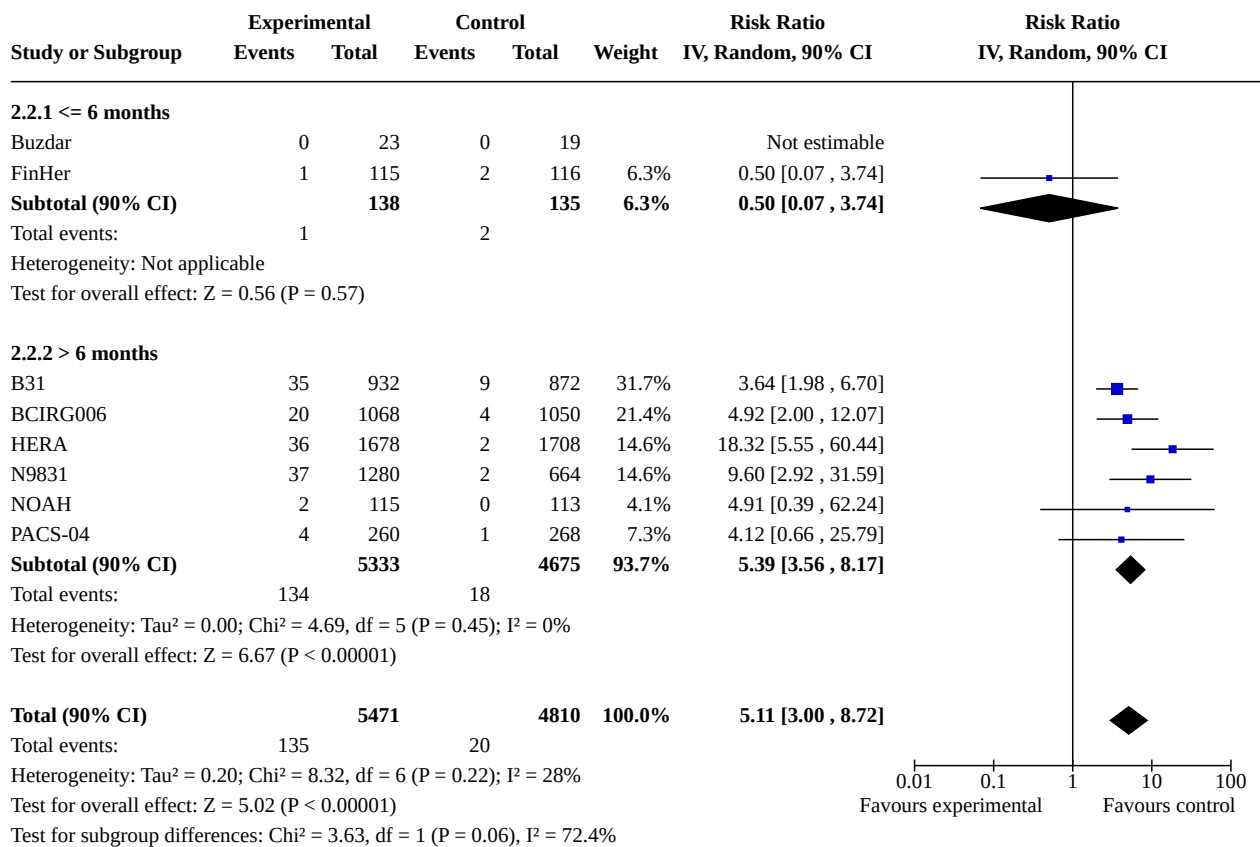 Experimental Control Risk Ratio Risk Ratio
Study or Subgroup Events Total Events Total Weight IV, Random, 90% CI IV, Random, 90% CI
2.2.1 <= 6 months
Buzdar 0 23 0 19 Not estimable
FinHer 1 115 2 116 6.3% 0.50 [0.07 , 3.74]
Subtotal (90% CI) 138 135 6.3% 0.50 [0.07 , 3.74]
Total events: 1 2
Heterogeneity: Not applicable
Test for overall effect: Z = 0.56 (P = 0.57)
2.2.2 > 6 months
B31 35 932 9 872 31.7% 3.64 [1.98 , 6.70]
BCIRG006 20 1068 4 1050 21.4% 4.92 [2.00 , 12.07]
HERA 36 1678 2 1708 14.6% 18.32 [5.55 , 60.44]
N9831 37 1280 2 664 14.6% 9.60 [2.92 , 31.59]
NOAH 2 115 0 113 4.1% 4.91 [0.39 , 62.24]
PACS-04 4 260 1 268 7.3% 4.12 [0.66 , 25.79]
Subtotal (90% CI) 5333 4675 93.7% 5.39 [3.56 , 8.17]
Total events: 134 18
Heterogeneity: Tau² = 0.00; Chi² = 4.69, df = 5 (P = 0.45); I² = 0%
Test for overall effect: Z = 6.67 (P < 0.00001)
Total (90% CI) 5471 4810 100.0% 5.11 [3.00 , 8.72]
Total events: 135 20
Heterogeneity: Tau² = 0.20; Chi² = 8.32, df = 6 (P = 0.22); I² = 28%
0.01 0.1 1 10 100
Test for overall effect: Z = 5.02 (P < 0.00001)
Favours experimental Favours control
Test for subgroup differences: Chi² = 3.63, df = 1 (P = 0.06), I² = 72.4%